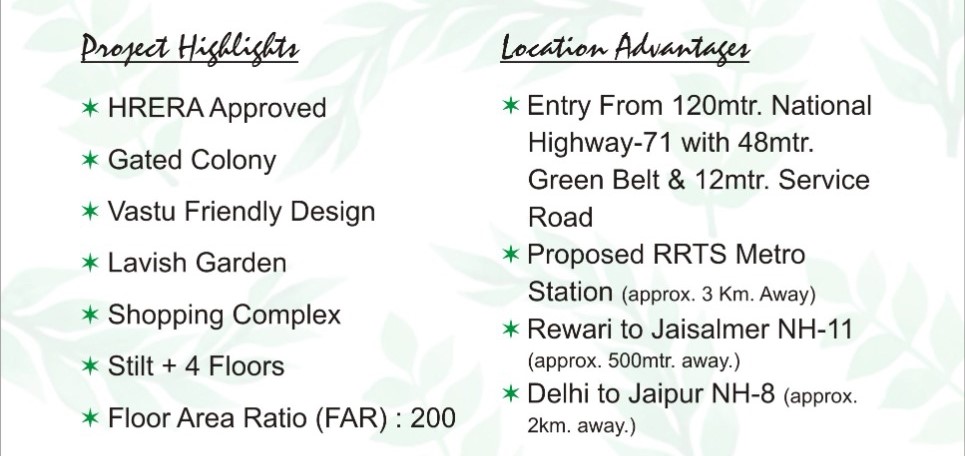 Project Highlights
HRERA Approved
Gated Colony
Vastu Friendly Design
Lavish Garden
Shopping Complex
Stilt + 4 Floors
Floor Area Ratio (FAR) : 200
Location Advantages
Entry From 120mtr. National
Highway-71 with 48mtr.
Green Belt & 12mtr. Service
Road
Proposed RRTS Metro
Station (approx. 3 Km. Away)
Rewari to Jaisalmer NH-11
(approx. 500mtr. away.)
Delhi to Jaipur NH-8 (approx.
2km. away.)